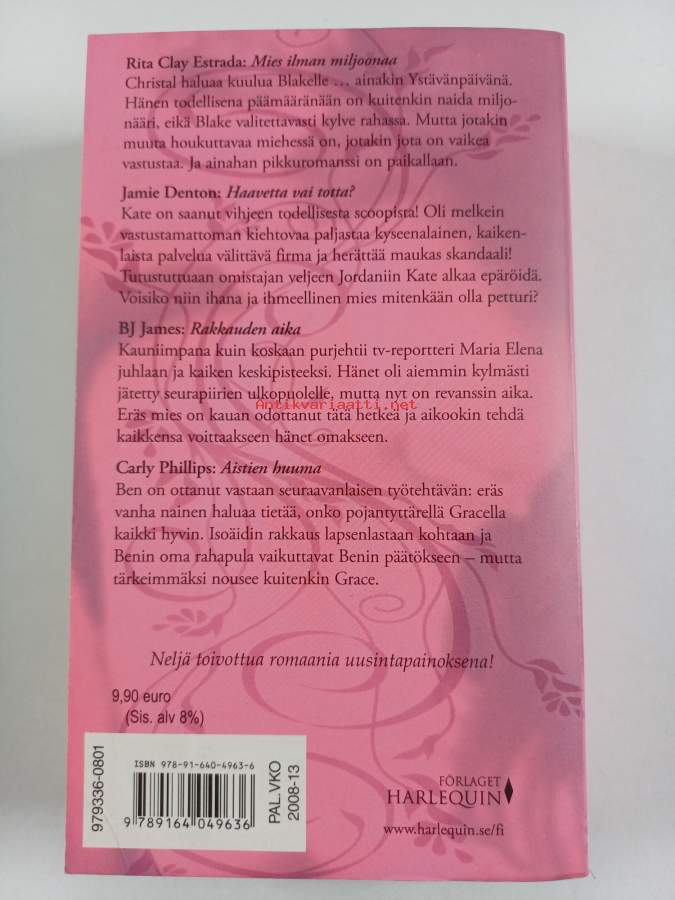 Rita Clay Estrada: Mies ilman miljoonaa
Christal haluaa kuulua Blakelle ... ainakin Ystävänpäivänä.
Hänen todellisena päämääränään on kuitenkin naida miljo-
nääri, eikä Blake valitettavasti kylve rahassa. Mutta jotakin
muuta houkuttavaa miehessä on, jotakin jota on vaikea
vastustaa. Ja ainahan pikkuromanssi on paikallaan.
Jamie Denton: Haavetta vai totta?
Kate on saanut vihjeen todellisesta scoopista! Oli melkein
vastustamattoman kiehtovaa paljastaa kyseenalainen, kaiken-
laista palvelua välittävä firma ja herättää maukas skandaali!
Tutustuttuaan omistajan veljeen Jordaniin Kate alkaa epäröidä.
Voisiko niin ihana ja ihmeellinen mies mitenkään olla petturi?
BJ James: Rakkauden aika
Kauniimpana kuin koskaan purjehtii tv-reportteri Maria Elena
juhlaan ja kaiken keskipisteeksi. Hänet oli aiemmin kylmästi
jätetty seurapiirien ulkopuolelle, mutta nyt on revanssin aika.
Antikvariaatti.net
Eräs mies on kauan odottanut tätä hetkeä ja aikookin tehdä
kaikkensa voittaakseen hänet omakseen.
Carly Phillips: Aistien huuma
Ben on ottanut vastaan seuraavanlaisen työtehtävän: eräs
vanha nainen haluaa tietää, onko pojantyttärellä Gracella
kaikki hyvin. Isoäidin rakkaus lapsenlastaan kohtaan ja
Benin oma rahapula vaikuttavat Benin päätökseen – mutta
tärkeimmäksi nousee kuitenkin Grace.
Neljä toivottua romaania uusintapainoksena!
9,90 euro
(Sis. alv 8%)
979336-0801
ISBN 978-91-640-4963-6
9 789164 049636
PAL.VKO
2008-13
FÖRLAGET
HARLEQUIN
www.harlequin.se/fi